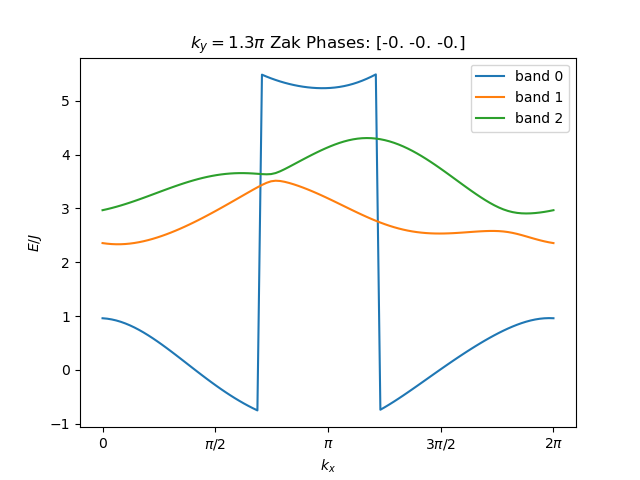 k_y = 1.3π Zak Phases: [-0. -0. -0.]
band 0
band 1
band 2
E/J
5
4
3
2
1
0
−1
0 π/2 π 3π/2 2π
k_x